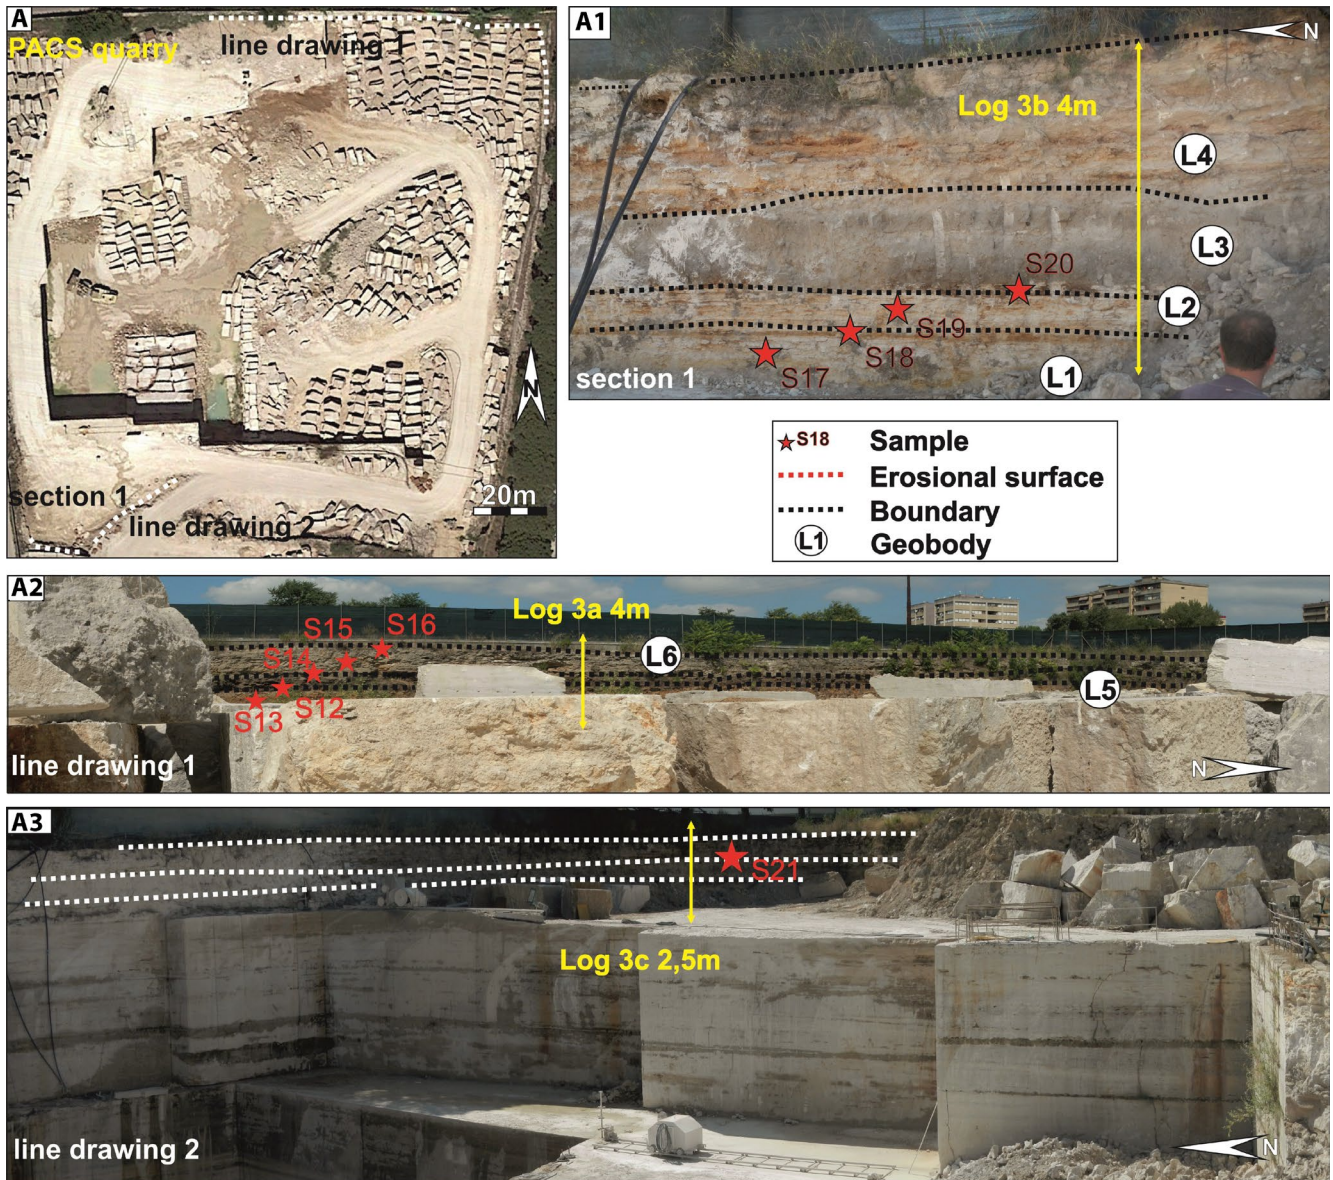 A
PACS quarry
line drawing 1
N
section 1
line drawing 2
20m
A1
N
Log 3b 4m
L4
L3
S20
L2
S19
S18
S17
L1
section 1
S18 Sample
Erosional surface
Boundary
L1 Geobody
A2
Log 3a 4m
S16
S15
S14
L6
L5
S12
S13
line drawing 1
N
A3
S21
Log 3c 2,5m
line drawing 2
N